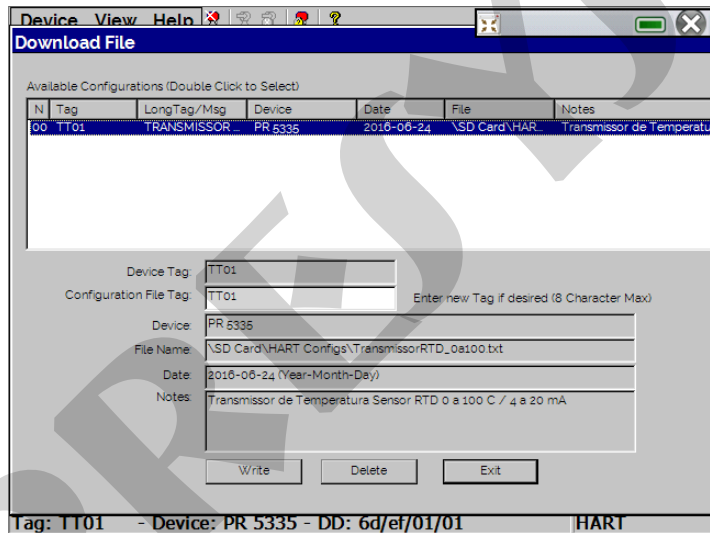 Device View Help
Download File
Available Configurations (Double Click to Select)
N Tag LongTag/Msg Device Date File Notes
00 TT01 TRANSMISSOR ... PR 5335 2016-06-24 \SD Card\HAR... Transmissor de Temperatu
Device Tag: TT01
Configuration File Tag: TT01 Enter new Tag if desired (8 Character Max)
Device: PR 5335
File Name: \SD Card\HART Configs\TransmissorRTD_0a100.txt
Date: 2016-06-24 (Year-Month-Day)
Notes: Transmissor de Temperatura Sensor RTD 0 a 100 C / 4 a 20 mA
Write Delete Exit
Tag: TT01 - Device: PR 5335 - DD: 6d/ef/01/01 HART
PRESYS